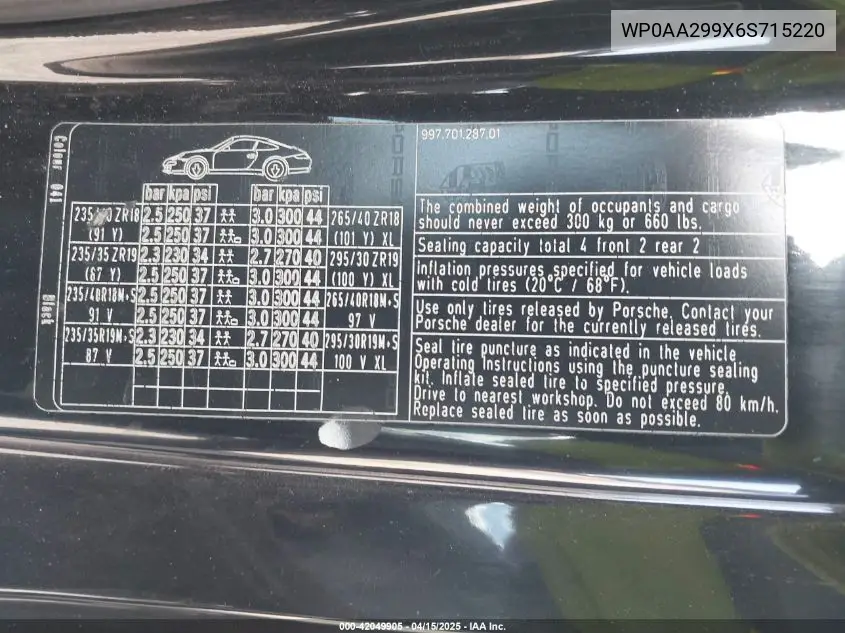 WP0AA299X6S715220
Colour 041
Black
PORSCHE
997.701.287.01
bar kpa psi bar kpa psi
235/40 ZR18 2.5 250 37 3.0 300 44 265/40 ZR18
(91 Y) 2.5 250 37 3.0 300 44 (101 Y) XL
235/35 ZR19 2.3 230 34 2.7 270 40 295/30 ZR19
(87 Y) 2.5 250 37 3.0 300 44 (100 Y) XL
235/40R18M+S 2.5 250 37 3.0 300 44 265/40R18M+S
91 V 2.5 250 37 3.0 300 44 97 V
235/35R19M+S 2.3 230 34 2.7 270 40 295/30R19M+S
87 V 2.5 250 37 3.0 300 44 100 V XL
The combined weight of occupants and cargo
should never exceed 300 kg or 660 lbs.
Sealing capacity total 4 front 2 rear 2
Inflation pressures specified for vehicle loads
with cold tires (20°C / 68°F).
Use only tires released by Porsche. Contact your
Porsche dealer for the currently released tires.
Seal tire puncture as indicated in the vehicle
Operating Instructions using the puncture sealing
kit. Inflate sealed tire to specified pressure.
Drive to nearest workshop. Do not exceed 80 km/h.
Replace sealed tire as soon as possible.
000-42049905 - 04/15/2025 - IAA Inc.